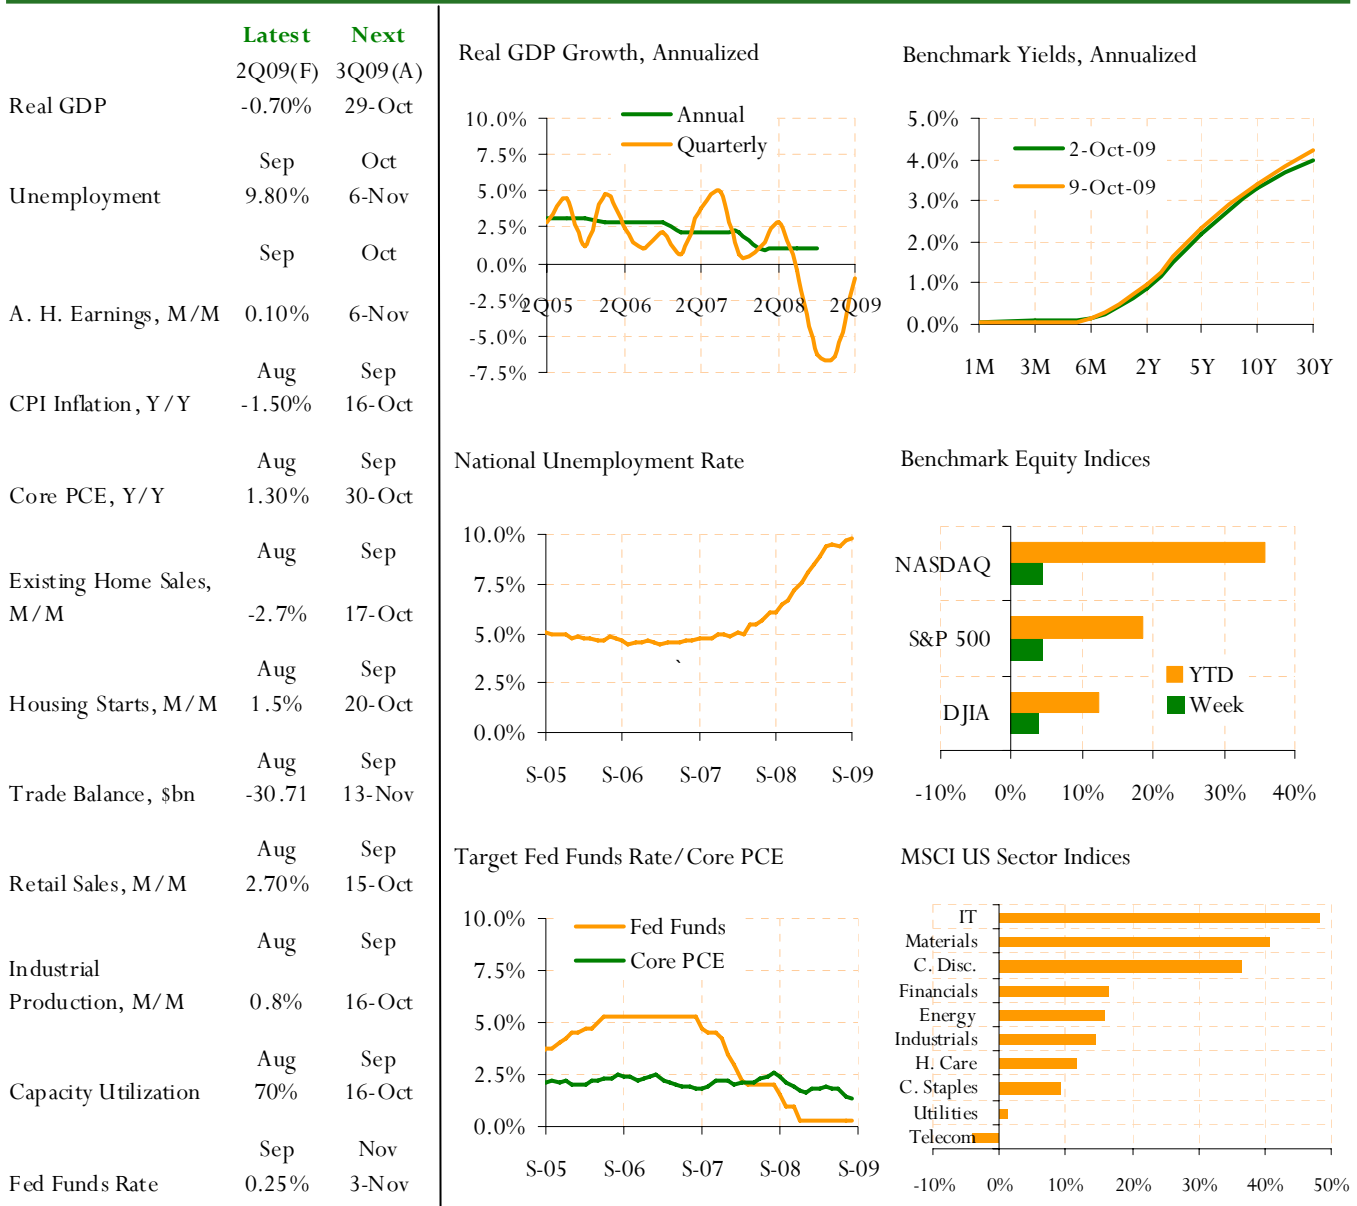 Latest Next
2Q09(F) 3Q09(A)
Real GDP -0.70% 29-Oct
Sep Oct
Unemployment 9.80% 6-Nov
Sep Oct
A. H. Earnings, M/M 0.10% 6-Nov
Aug Sep
CPI Inflation, Y/Y -1.50% 16-Oct
Aug Sep
Core PCE, Y/Y 1.30% 30-Oct
Aug Sep
Existing Home Sales,
M/M -2.7% 17-Oct
Aug Sep
Housing Starts, M/M 1.5% 20-Oct
Aug Sep
Trade Balance, $bn -30.71 13-Nov
Aug Sep
Retail Sales, M/M 2.70% 15-Oct
Aug Sep
Industrial
Production, M/M 0.8% 16-Oct
Aug Sep
Capacity Utilization 70% 16-Oct
Sep Nov
Fed Funds Rate 0.25% 3-Nov
Real GDP Growth, Annualized
Annual
Quarterly
10.0%
7.5%
5.0%
2.5%
0.0%
-2.5%
-5.0%
-7.5%
2Q05 2Q06 2Q07 2Q08 2Q09
Benchmark Yields, Annualized
2-Oct-09
9-Oct-09
5.0%
4.0%
3.0%
2.0%
1.0%
0.0%
1M 3M 6M 2Y 5Y 10Y 30Y
National Unemployment Rate
10.0%
7.5%
5.0%
2.5%
0.0%
`
S-05 S-06 S-07 S-08 S-09
Benchmark Equity Indices
NASDAQ
S&P 500
DJIA
YTD
Week
-10% 0% 10% 20% 30% 40%
Target Fed Funds Rate/Core PCE
Fed Funds
Core PCE
10.0%
7.5%
5.0%
2.5%
0.0%
S-05 S-06 S-07 S-08 S-09
MSCI US Sector Indices
IT
Materials
C. Disc.
Financials
Energy
Industrials
H. Care
C. Staples
Utilities
Telecom
-10% 0% 10% 20% 30% 40% 50%